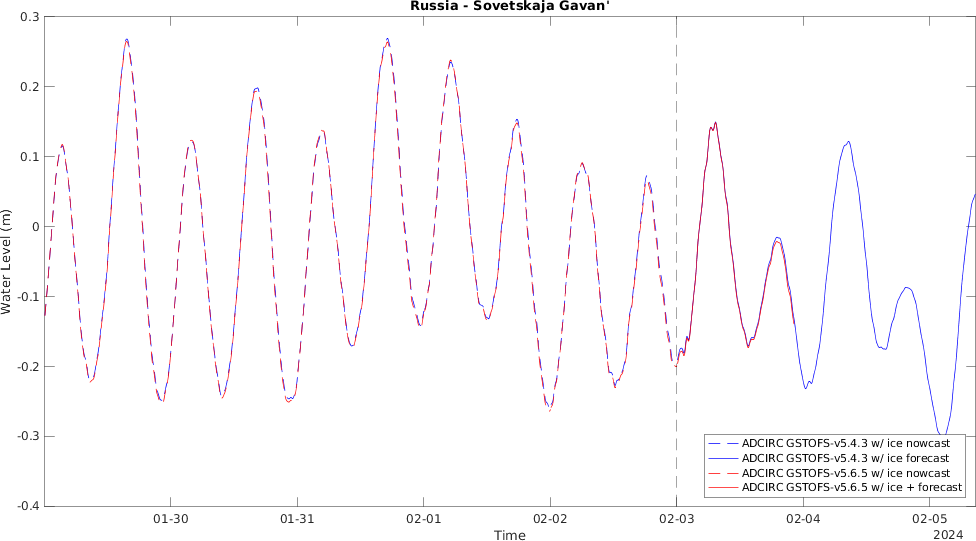 Russia - Sovetskaja Gavan'
0.3
0.2
0.1
0
-0.1
-0.2
-0.3
-0.4
Water Level (m)
ADCIRC GSTOFS-v5.4.3 w/ ice nowcast
ADCIRC GSTOFS-v5.4.3 w/ ice forecast
ADCIRC GSTOFS-v5.6.5 w/ ice nowcast
ADCIRC GSTOFS-v5.6.5 w/ ice + forecast
01-30 01-31 02-01 02-02 02-03 02-04 02-05
Time
2024